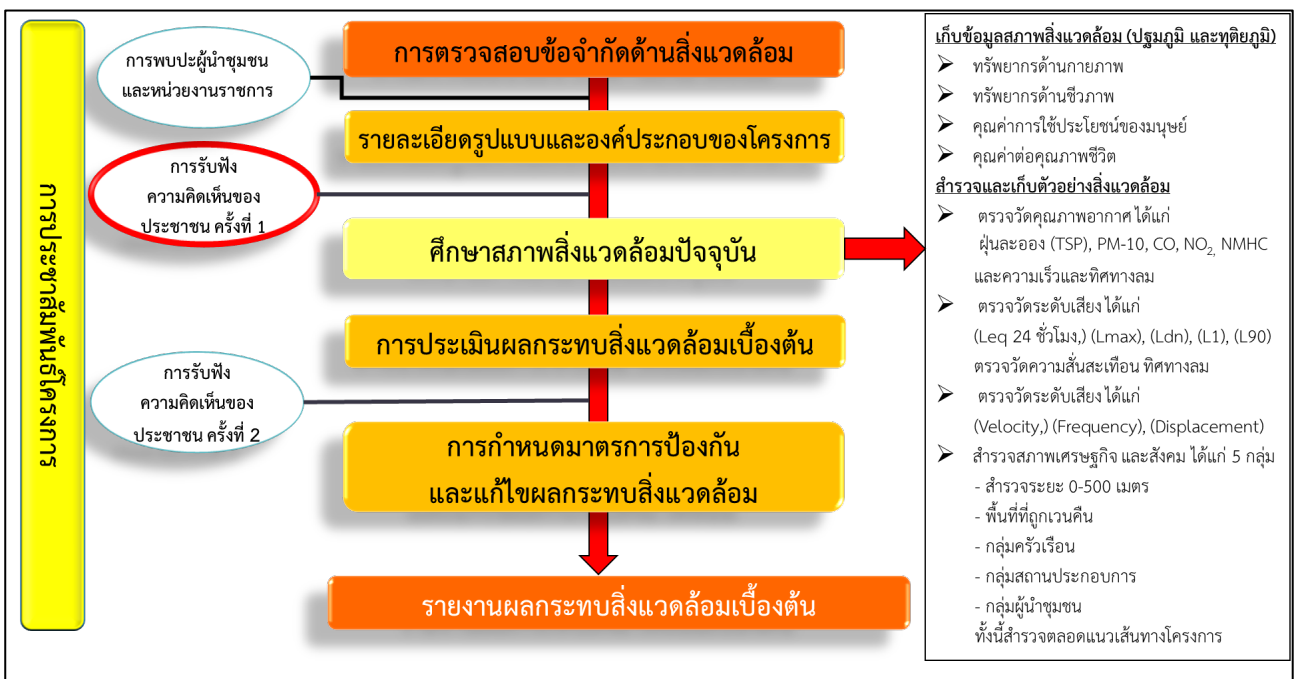 การประชาสัมพันธ์โครงการ
การพบปะผู้นำชุมชน
และหน่วยงานราชการ
การรับฟัง
ความคิดเห็นของ
ประชาชน ครั้งที่ 1
การรับฟัง
ความคิดเห็นของ
ประชาชน ครั้งที่ 2
การตรวจสอบข้อจำกัดด้านสิ่งแวดล้อม
รายละเอียดรูปแบบและองค์ประกอบของโครงการ
ศึกษาสภาพสิ่งแวดล้อมปัจจุบัน
การประเมินผลกระทบสิ่งแวดล้อมเบื้องต้น
การกำหนดมาตรการป้องกัน
และแก้ไขผลกระทบสิ่งแวดล้อม
รายงานผลกระทบสิ่งแวดล้อมเบื้องต้น
เก็บข้อมูลสภาพสิ่งแวดล้อม (ปฐมภูมิ และทุติยภูมิ)
➢ ทรัพยากรด้านกายภาพ
➢ ทรัพยากรด้านชีวภาพ
➢ คุณค่าการใช้ประโยชน์ของมนุษย์
➢ คุณค่าต่อคุณภาพชีวิต
สำรวจและเก็บตัวอย่างสิ่งแวดล้อม
➢ ตรวจวัดคุณภาพอากาศ ได้แก่
ฝุ่นละออง (TSP), PM-10, CO, NO₂, NMHC
และความเร็วและทิศทางลม
➢ ตรวจวัดระดับเสียง ได้แก่
(Leq 24 ชั่วโมง,) (Lmax), (Ldn), (L1), (L90)
ตรวจวัดความสั่นสะเทือน ทิศทางลม
➢ ตรวจวัดระดับเสียง ได้แก่
(Velocity,) (Frequency), (Displacement)
➢ สำรวจสภาพเศรษฐกิจ และสังคม ได้แก่ 5 กลุ่ม
- สำรวจระยะ 0-500 เมตร
- พื้นที่ที่ถูกเวนคืน
- กลุ่มครัวเรือน
- กลุ่มสถานประกอบการ
- กลุ่มผู้นำชุมชน
ทั้งนี้สำรวจตลอดแนวเส้นทางโครงการ